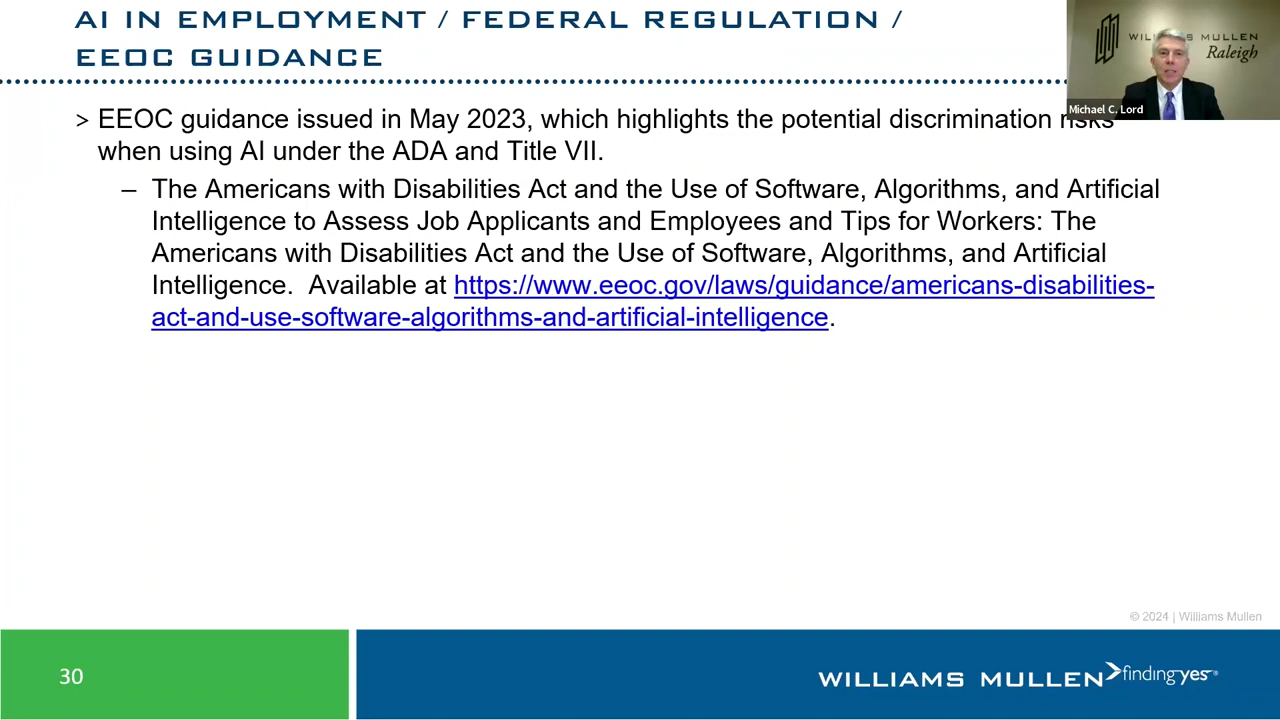 AI IN EMPLOYMENT / FEDERAL REGULATION /
EEOC GUIDANCE
WILLIAMS MULLEN
Raleigh
Michael C. Lord
> EEOC guidance issued in May 2023, which highlights the potential discrimination risks
when using AI under the ADA and Title VII.
– The Americans with Disabilities Act and the Use of Software, Algorithms, and Artificial
Intelligence to Assess Job Applicants and Employees and Tips for Workers: The
Americans with Disabilities Act and the Use of Software, Algorithms, and Artificial
Intelligence.  Available at https://www.eeoc.gov/laws/guidance/americans-disabilities-
act-and-use-software-algorithms-and-artificial-intelligence.
© 2024 | Williams Mullen
30
WILLIAMS MULLEN findingyes®